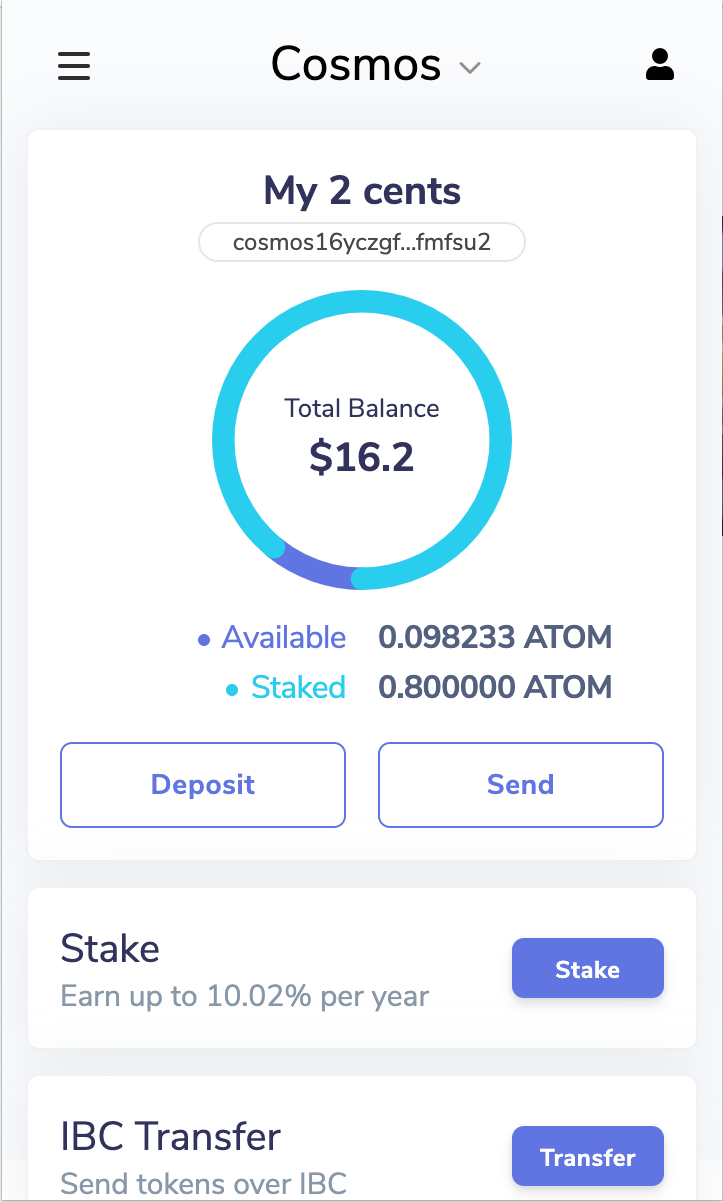 Cosmos
My 2 cents
cosmos16yczgf...fmfsu2
Total Balance
$16.2
Available 0.098233 ATOM
Staked 0.800000 ATOM
Deposit Send
Stake
Stake
Earn up to 10.02% per year
IBC Transfer
Transfer
Send tokens over IBC